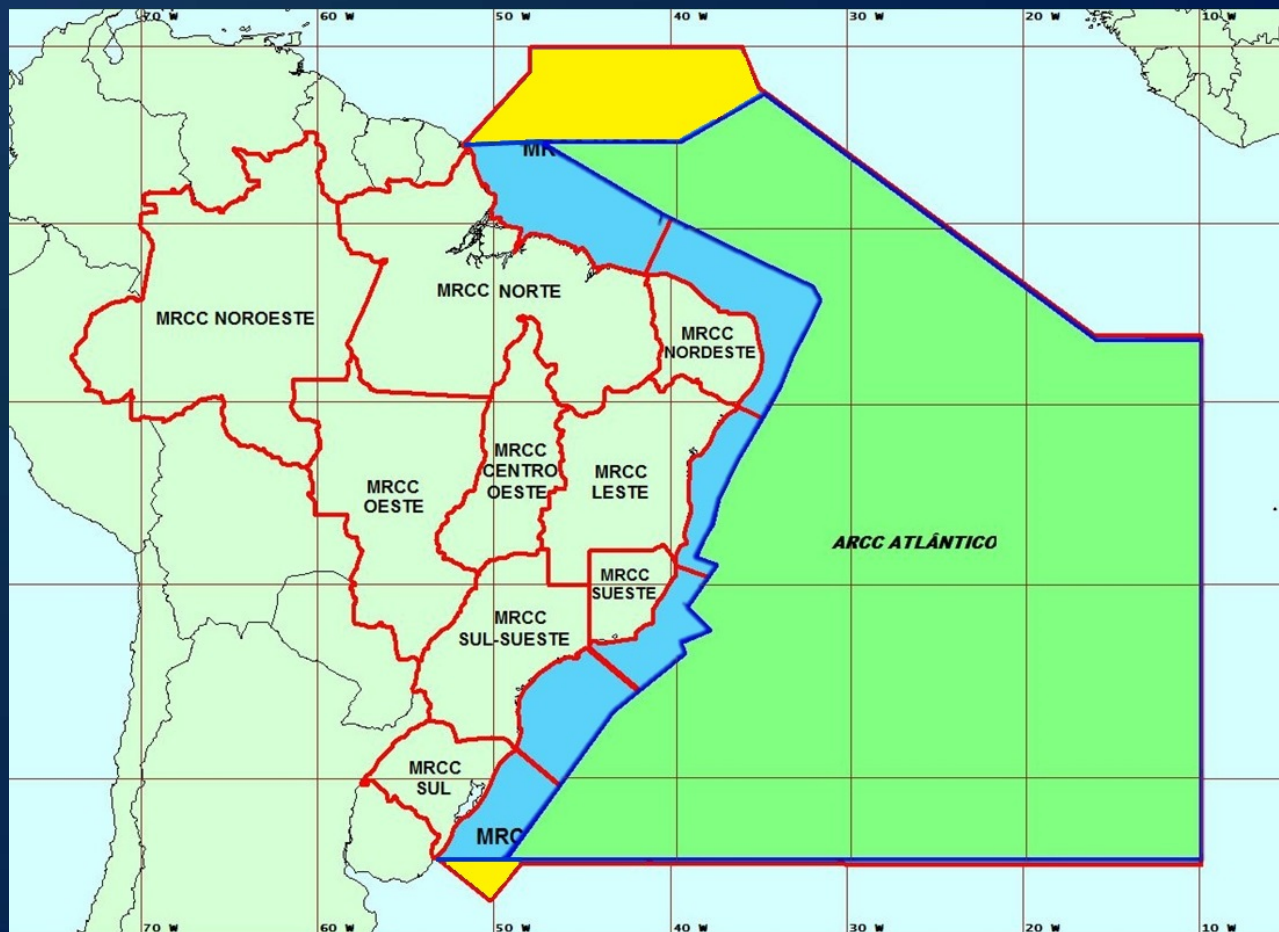 70 W 60 W 50 W 40 W 30 W 20 W 10 W
MR
MRCC NORTE
MRCC NOROESTE
MRCC
NORDESTE
MRCC
CENTRO
OESTE
MRCC
LESTE
MRCC
OESTE
ARCC ATLÂNTICO
MRCC
SUESTE
MRCC
SUL-SUESTE
MRCC
SUL
MRC
70 W 60 W 50 W 40 W 30 W 20 W 10 W